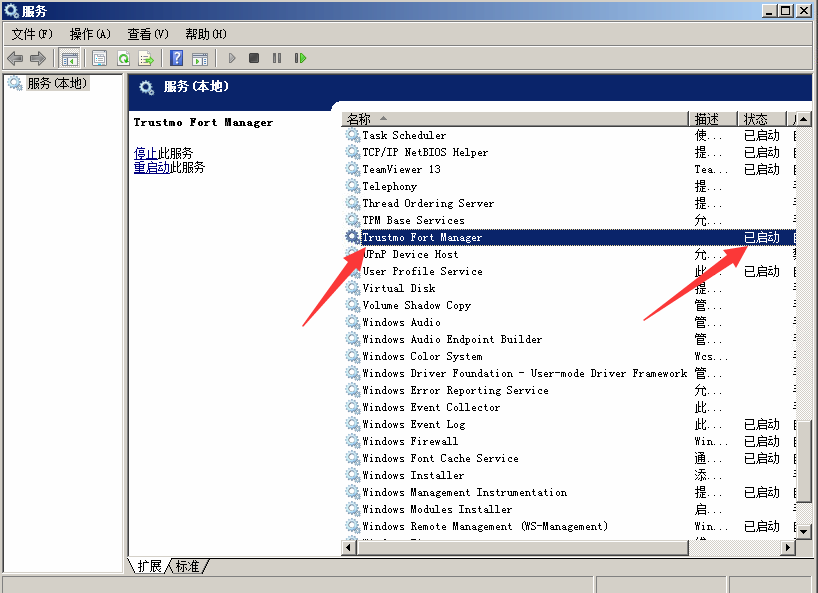 服务
文件(F) 操作(A) 查看(V) 帮助(H)
服务(本地)
服务(本地)
Trustmo Fort Manager
停止此服务
重启动此服务
名称 描述 状态
Task Scheduler 使... 已启动
TCP/IP NetBIOS Helper 提... 已启动
TeamViewer 13 Tea... 已启动
Telephony 提...
Thread Ordering Server 提...
TPM Base Services 允...
Trustmo Fort Manager 已启动
UPnP Device Host 允...
User Profile Service 此... 已启动
Virtual Disk 提...
Volume Shadow Copy 管...
Windows Audio 管...
Windows Audio Endpoint Builder 管...
Windows Color System Wcs...
Windows Driver Foundation - User-mode Driver Framework 管...
Windows Error Reporting Service 允...
Windows Event Collector 此...
Windows Event Log 此... 已启动
Windows Firewall Win... 已启动
Windows Font Cache Service 通... 已启动
Windows Installer 添...
Windows Management Instrumentation 提... 已启动
Windows Modules Installer 启...
Windows Remote Management (WS-Management) Win... 已启动
扩展 标准